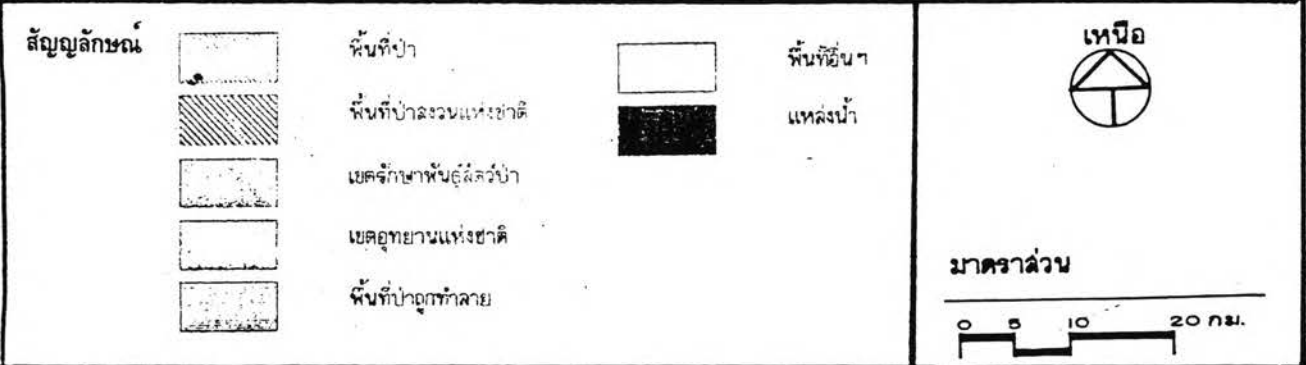 สัญญลักษณ์
พื้นที่ป่า
พื้นที่ป่าสงวนแห่งชาติ
เขตรักษาพันธุ์สัตว์ป่า
เขตอุทยานแห่งชาติ
พื้นที่ป่าถูกทำลาย
พื้นที่อื่นๆ
แหล่งน้ำ
เหนือ
มาตราส่วน
0 5 10 20 กม.